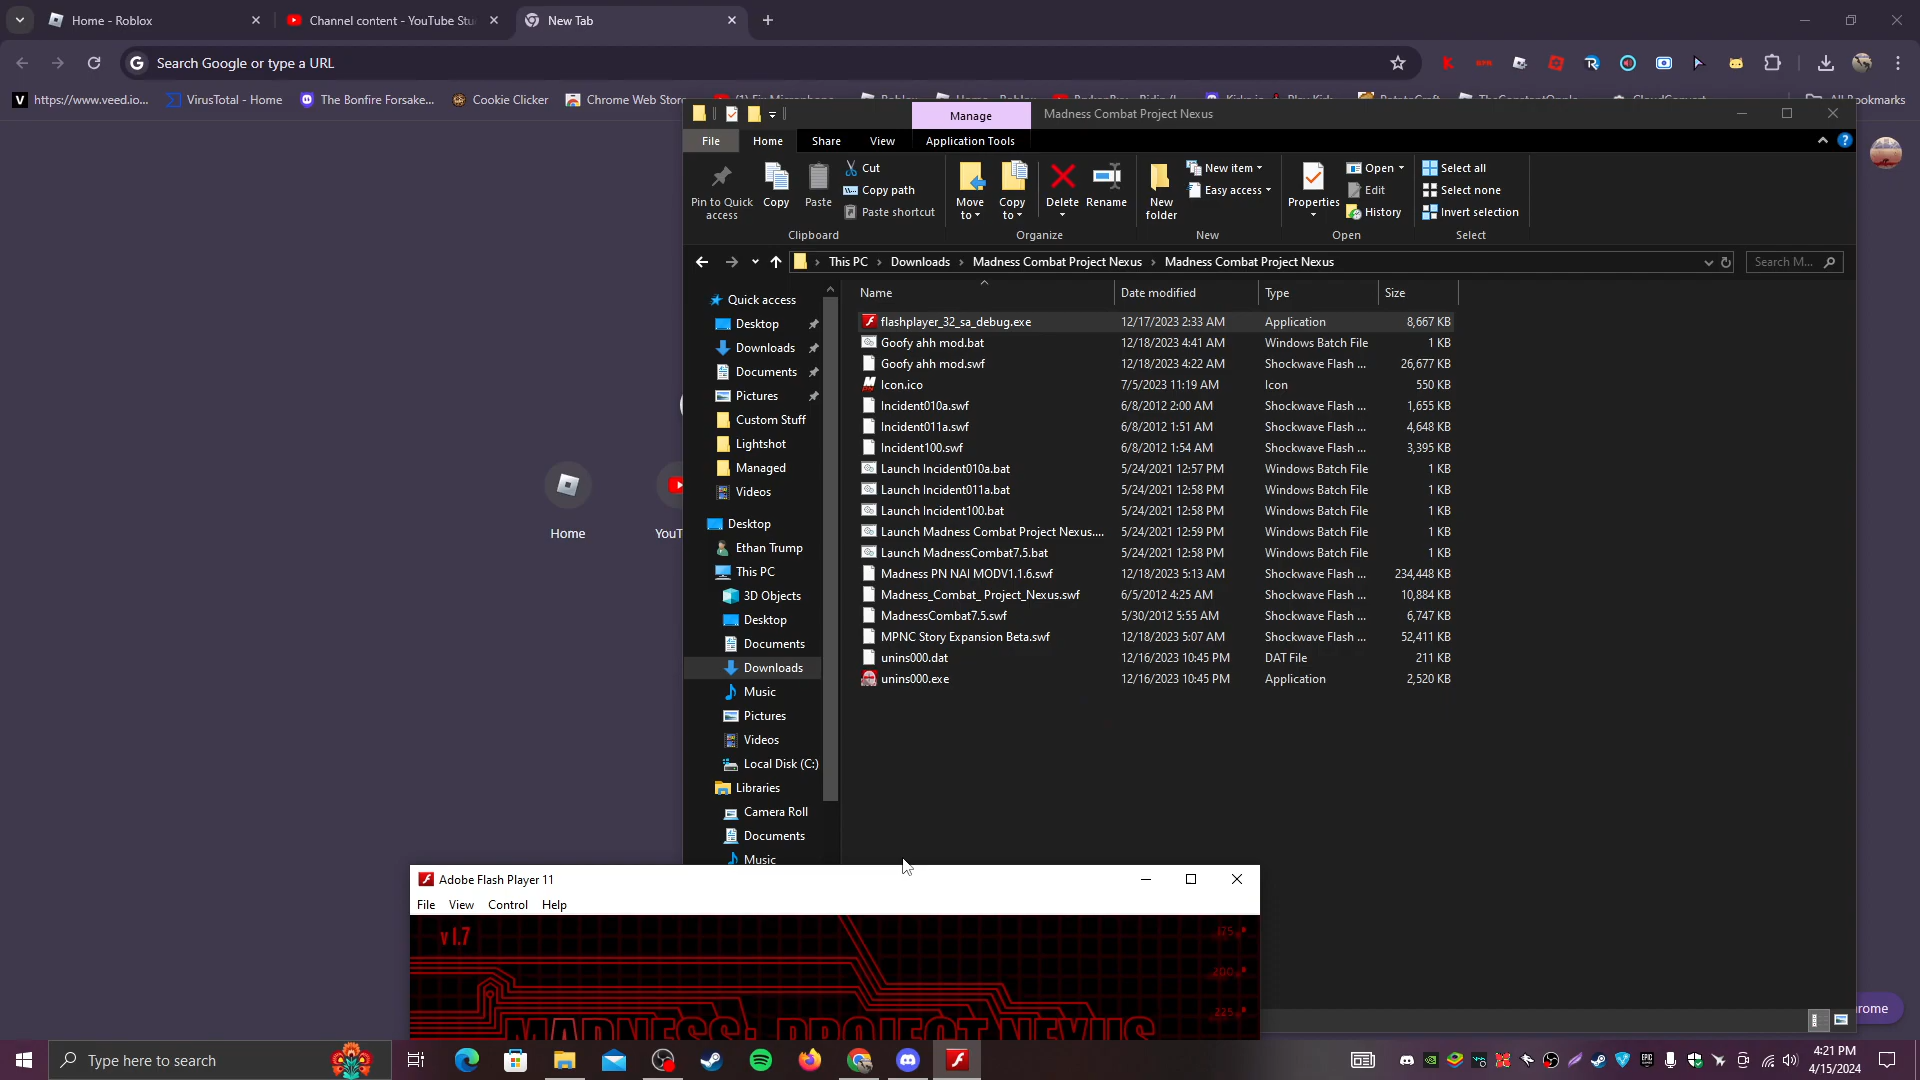 Home - Roblox
Channel content - YouTube Stu
New Tab
Search Google or type a URL
https://www.veed.io...
VirusTotal - Home
The Bonfire Forsake...
Cookie Clicker
Chrome Web Stor
All Bookmarks
Manage
Madness Combat Project Nexus
File
Home
Share
View
Application Tools
Pin to Quick access
Copy
Paste
Cut
Copy path
Paste shortcut
Move to
Copy to
Delete
Rename
New folder
New item
Easy access
Properties
Open
Edit
History
Select all
Select none
Invert selection
Clipboard
Organize
New
Open
Select
This PC
Downloads
Madness Combat Project Nexus
Madness Combat Project Nexus
Search M...
Name
Date modified
Type
Size
Quick access
Desktop
Downloads
Documents
Pictures
Custom Stuff
Lightshot
Managed
Videos
Desktop
Ethan Trump
This PC
3D Objects
Desktop
Documents
Downloads
Music
Pictures
Videos
Local Disk (C:)
Libraries
Camera Roll
Documents
Music
flashplayer_32_sa_debug.exe 12/17/2023 2:33 AM Application 8,667 KB
Goofy ahh mod.bat 12/18/2023 4:41 AM Windows Batch File 1 KB
Goofy ahh mod.swf 12/18/2023 4:22 AM Shockwave Flash ... 26,677 KB
Icon.ico 7/5/2023 11:19 AM Icon 550 KB
Incident010a.swf 6/8/2012 2:00 AM Shockwave Flash ... 1,655 KB
Incident011a.swf 6/8/2012 1:51 AM Shockwave Flash ... 4,648 KB
Incident100.swf 6/8/2012 1:54 AM Shockwave Flash ... 3,395 KB
Launch Incident010a.bat 5/24/2021 12:57 PM Windows Batch File 1 KB
Launch Incident011a.bat 5/24/2021 12:58 PM Windows Batch File 1 KB
Launch Incident100.bat 5/24/2021 12:58 PM Windows Batch File 1 KB
Launch Madness Combat Project Nexus.... 5/24/2021 12:59 PM Windows Batch File 1 KB
Launch MadnessCombat7.5.bat 5/24/2021 12:58 PM Windows Batch File 1 KB
Madness PN NAI MODV1.1.6.swf 12/18/2023 5:13 AM Shockwave Flash ... 234,448 KB
Madness_Combat_ Project_Nexus.swf 6/5/2012 4:25 AM Shockwave Flash ... 10,884 KB
MadnessCombat7.5.swf 5/30/2012 5:55 AM Shockwave Flash ... 6,747 KB
MPNC Story Expansion Beta.swf 12/18/2023 5:07 AM Shockwave Flash ... 52,411 KB
unins000.dat 12/16/2023 10:45 PM DAT File 211 KB
unins000.exe 12/16/2023 10:45 PM Application 2,520 KB
Home
YouT
Adobe Flash Player 11
File View Control Help
v1.7
175
200
225
MADNESS: PROJECT NEXUS
rome
Type here to search
4:21 PM
4/15/2024